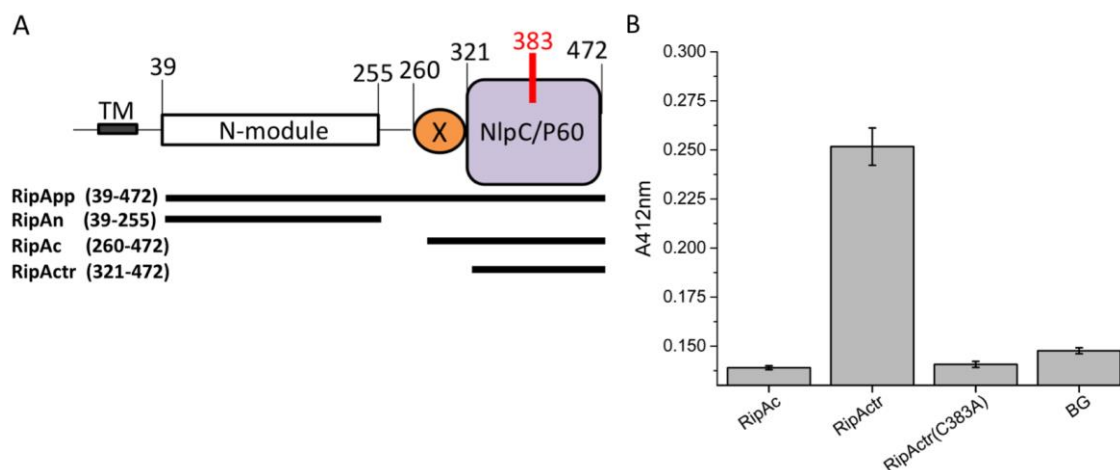 A
39
255
260
321
383
472
TM
N-module
X
NlpC/P60
RipApp (39-472)
RipAn (39-255)
RipAc (260-472)
RipActr (321-472)
B
A412nm
0.300
0.275
0.250
0.225
0.200
0.175
0.150
RipAc
RipActr
RipActr(C383A)
BG